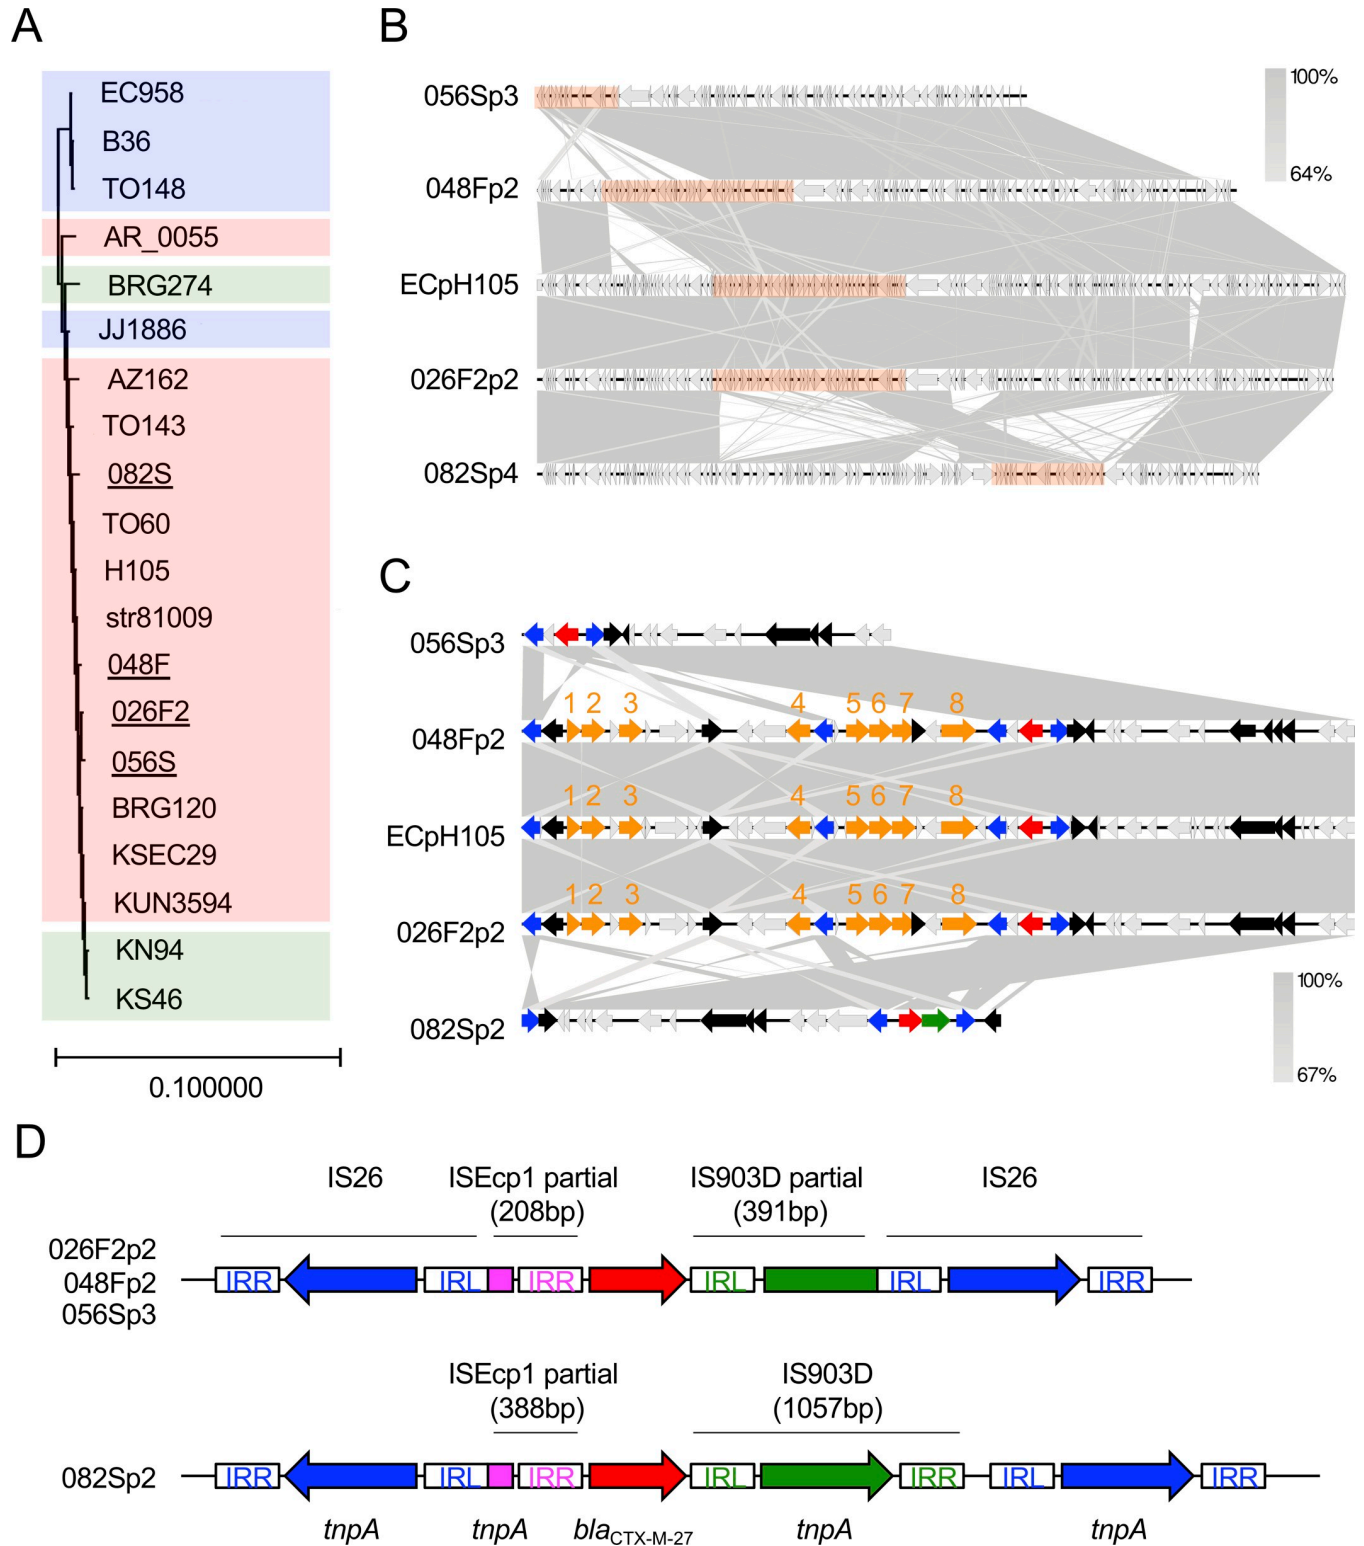 A
EC958
B36
TO148
AR_0055
BRG274
JJ1886
AZ162
TO143
082S
TO60
H105
str81009
048F
026F2
056S
BRG120
KSEC29
KUN3594
KN94
KS46
0.100000
B
056Sp3
048Fp2
ECpH105
026F2p2
082Sp4
100%
64%
C
056Sp3
1 2 3 4 5 6 7 8
048Fp2
1 2 3 4 5 6 7 8
ECpH105
1 2 3 4 5 6 7 8
026F2p2
082Sp2
100%
67%
D
IS26 ISEcp1 partial IS903D partial IS26
(208bp) (391bp)
026F2p2
048Fp2
056Sp3
IRR IRL IRR IRL IRL IRR
ISEcp1 partial IS903D
(388bp) (1057bp)
082Sp2 IRR IRL IRR IRL IRR IRL IRR
tnpA tnpA blaCTX-M-27 tnpA tnpA